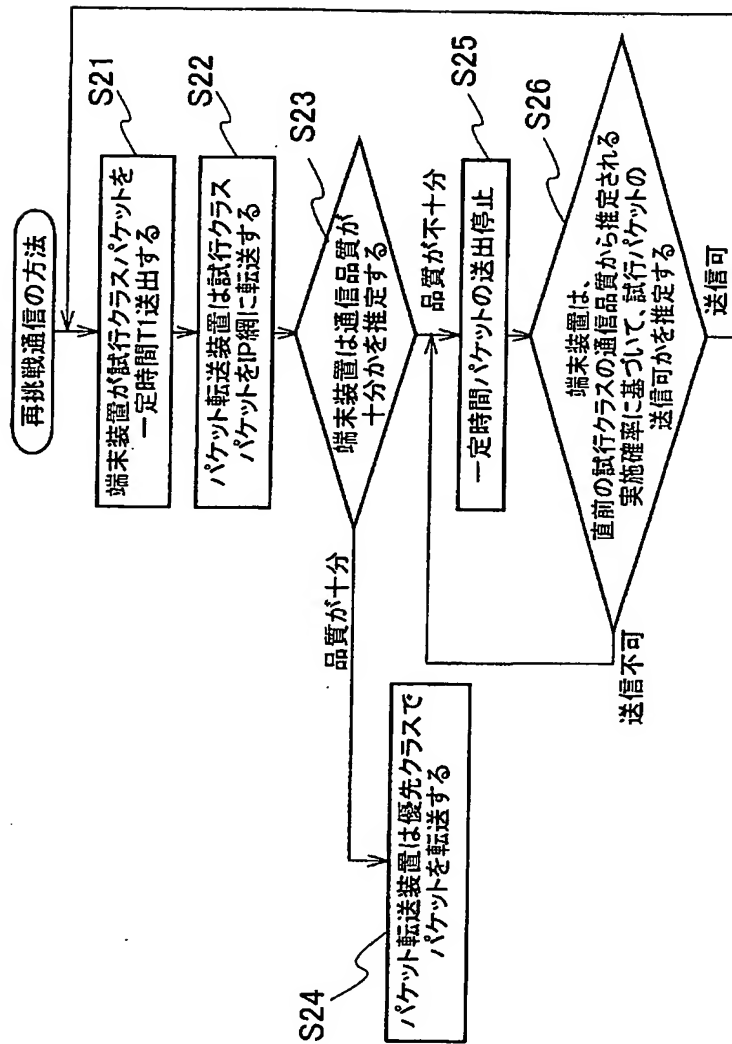 再挑戦通信の方法
S21
端末装置が試行クラスパケットを
一定時間T1送出する
S22
パケット転送装置は試行クラス
パケットをIP網に転送する
S23
端末装置は通信品質が
十分かを推定する
品質が十分
品質が不十分
S24
パケット転送装置は優先クラスで
パケットを転送する
S25
一定時間パケットの送出停止
S26
端末装置は、
直前の試行クラスの通信品質から推定される
実施確率に基づいて、試行パケットの
送信可かを推定する
送信不可
送信可